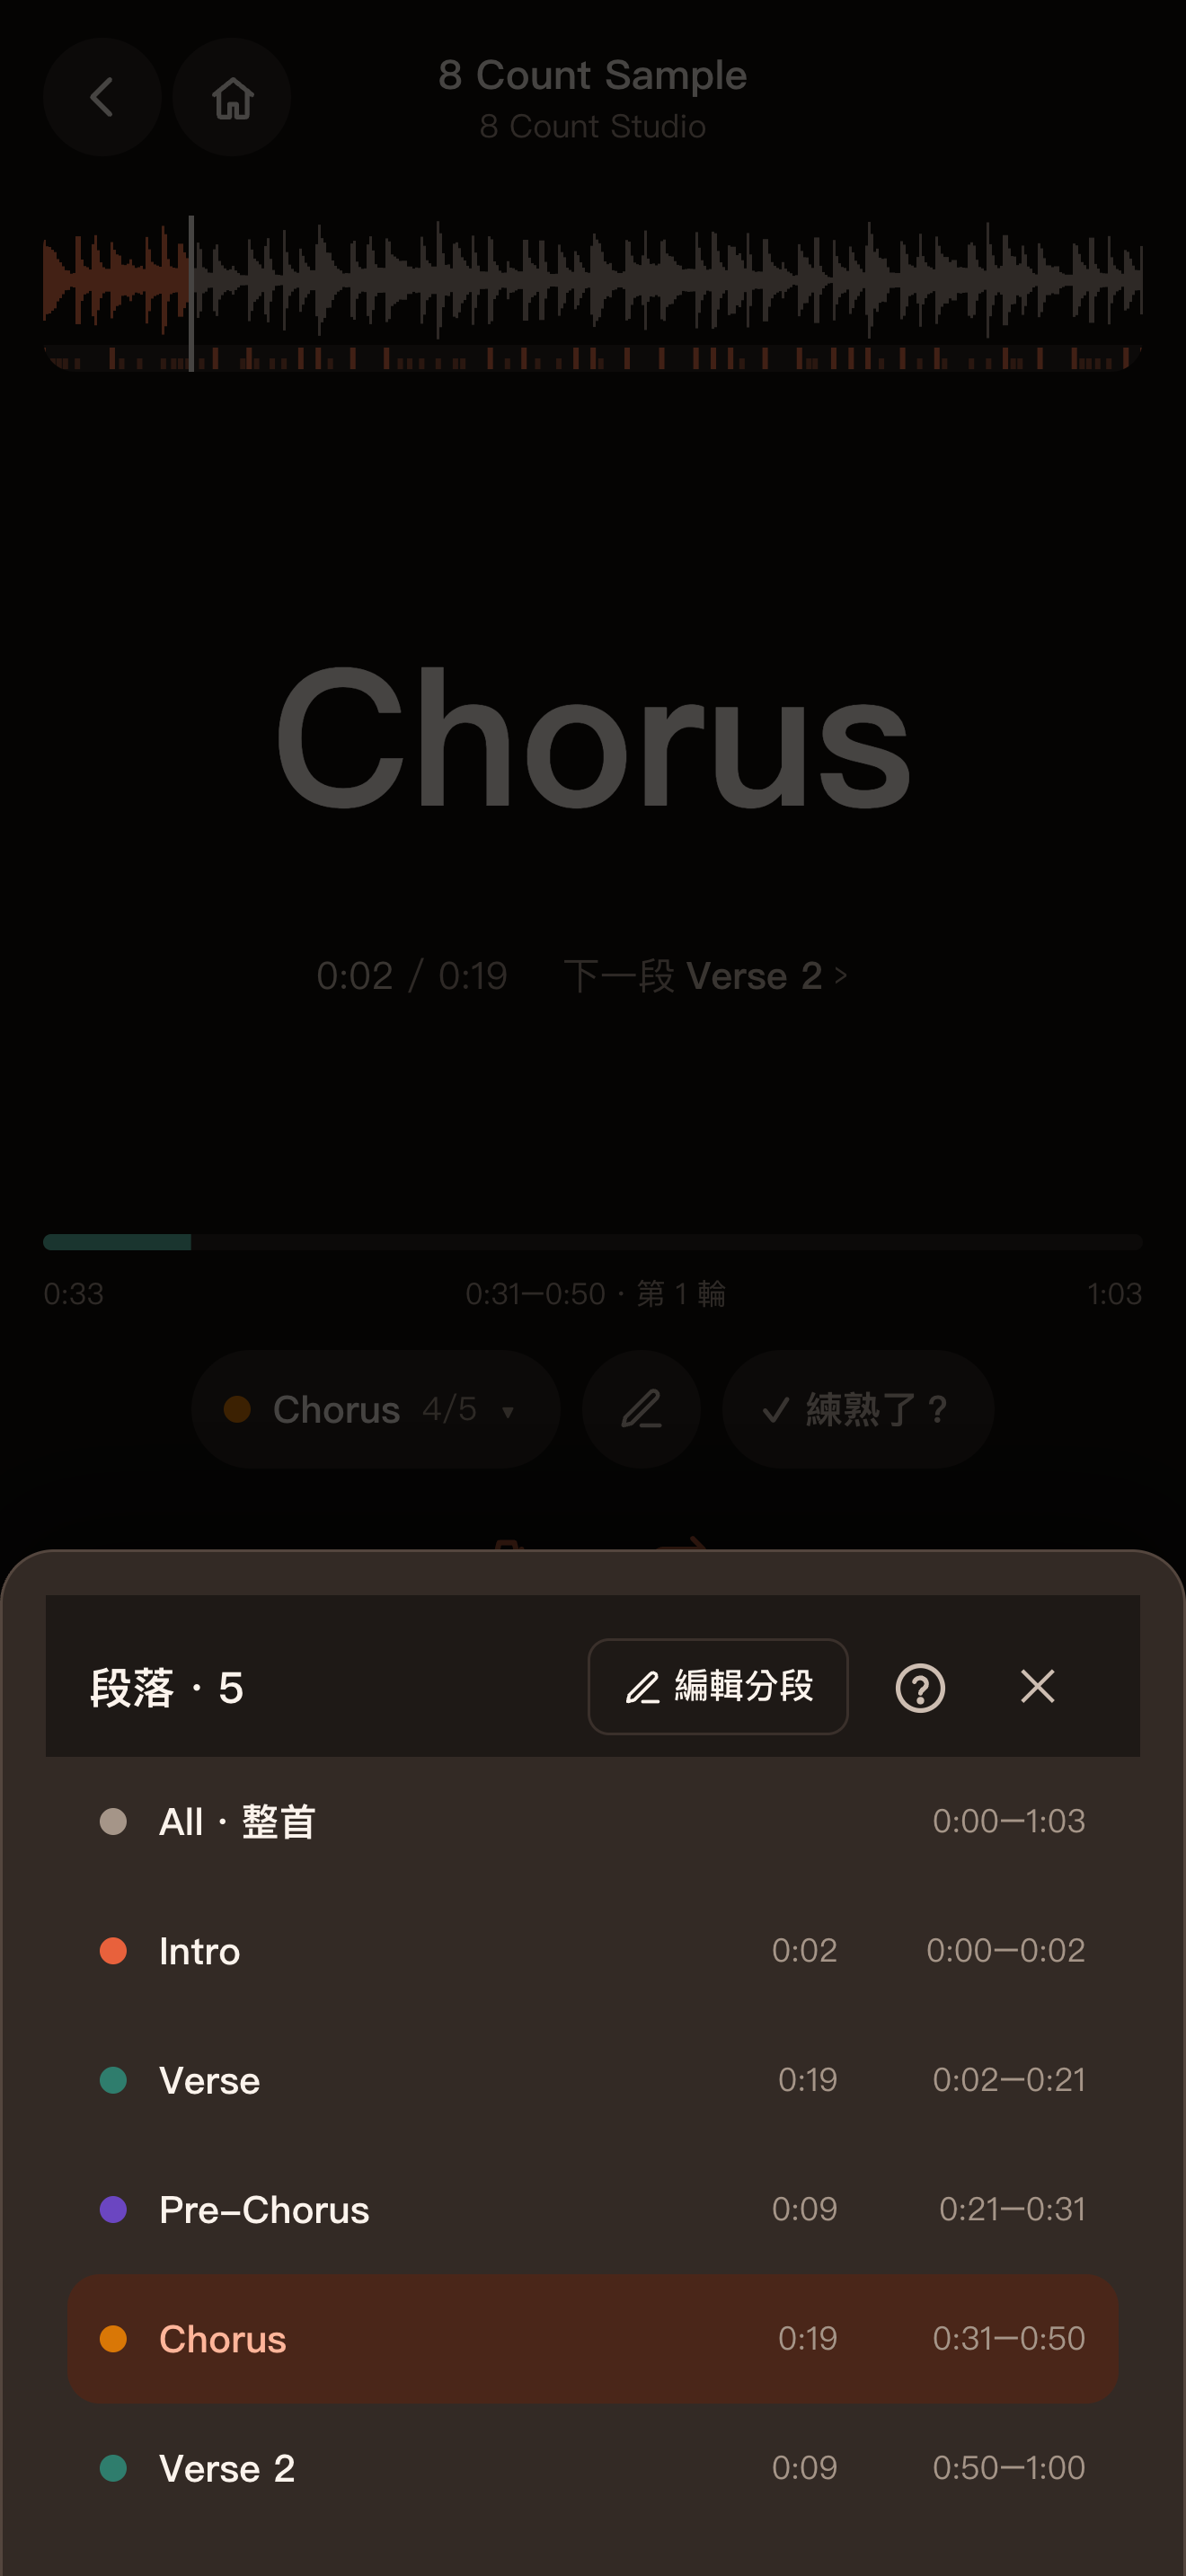 8 Count Sample
8 Count Studio
Chorus
0:02 / 0:19 下一段 Verse 2 >
0:33 0:31–0:50 · 第 1 輪 1:03
Chorus 4/5 ▾ ✓ 練熟了？
段落 · 5 編輯分段 ?
All · 整首 0:00–1:03
Intro 0:02 0:00–0:02
Verse 0:19 0:02–0:21
Pre-Chorus 0:09 0:21–0:31
Chorus 0:19 0:31–0:50
Verse 2 0:09 0:50–1:00